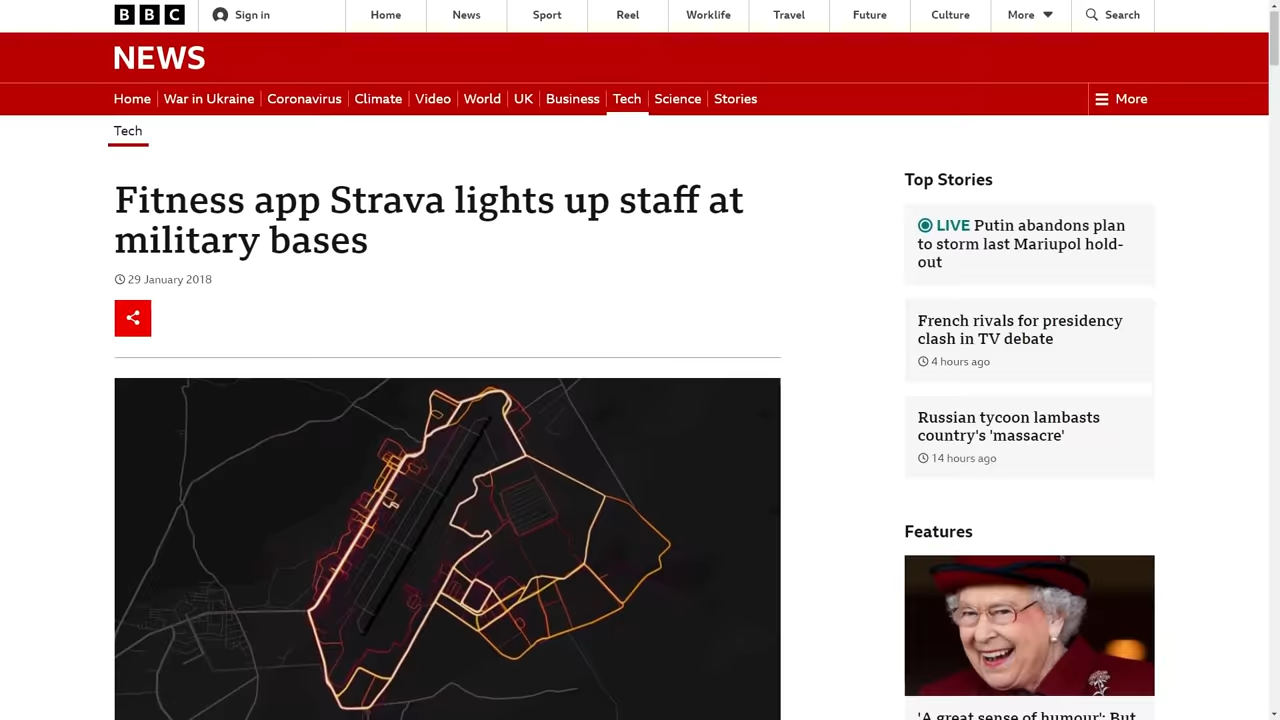 BBC
Sign in
Home
News
Sport
Reel
Worklife
Travel
Future
Culture
More
Search
NEWS
Home
War in Ukraine
Coronavirus
Climate
Video
World
UK
Business
Tech
Science
Stories
More
Tech
Fitness app Strava lights up staff at
military bases
29 January 2018
Top Stories
LIVE Putin abandons plan
to storm last Mariupol hold-
out
French rivals for presidency
clash in TV debate
4 hours ago
Russian tycoon lambasts
country's 'massacre'
14 hours ago
Features
'A great sense of humour': But